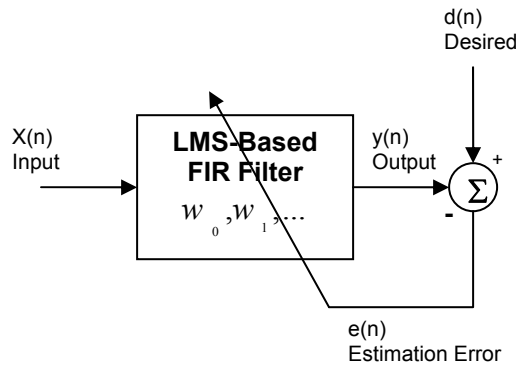 d(n)
Desired
X(n)
Input
LMS-Based
FIR Filter
w₀,w₁,...
y(n)
Output
+
Σ
-
e(n)
Estimation Error